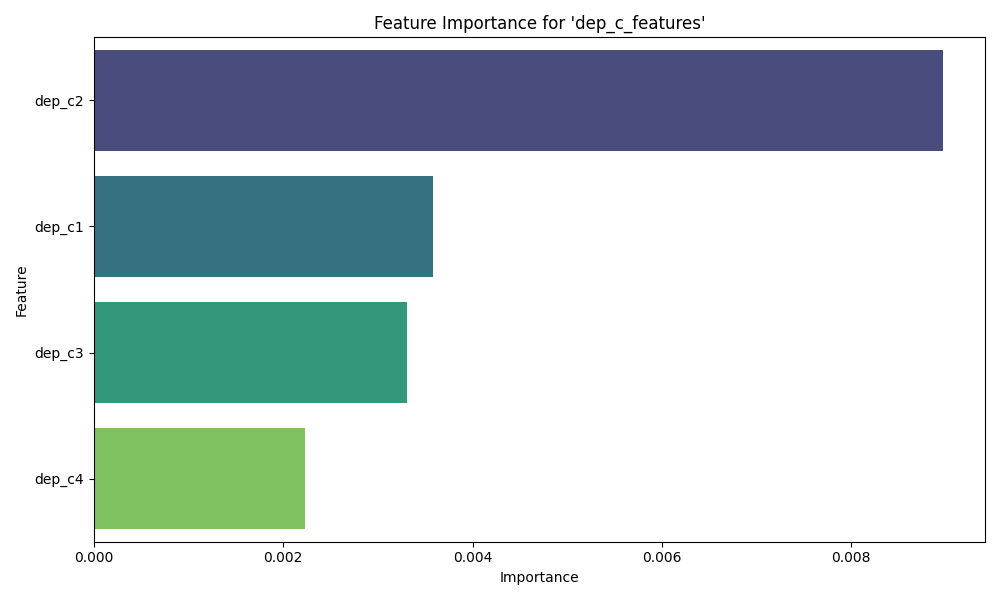 Feature Importance for 'dep_c_features'
Feature
dep_c2
dep_c1
dep_c3
dep_c4
0.000 0.002 0.004 0.006 0.008
Importance